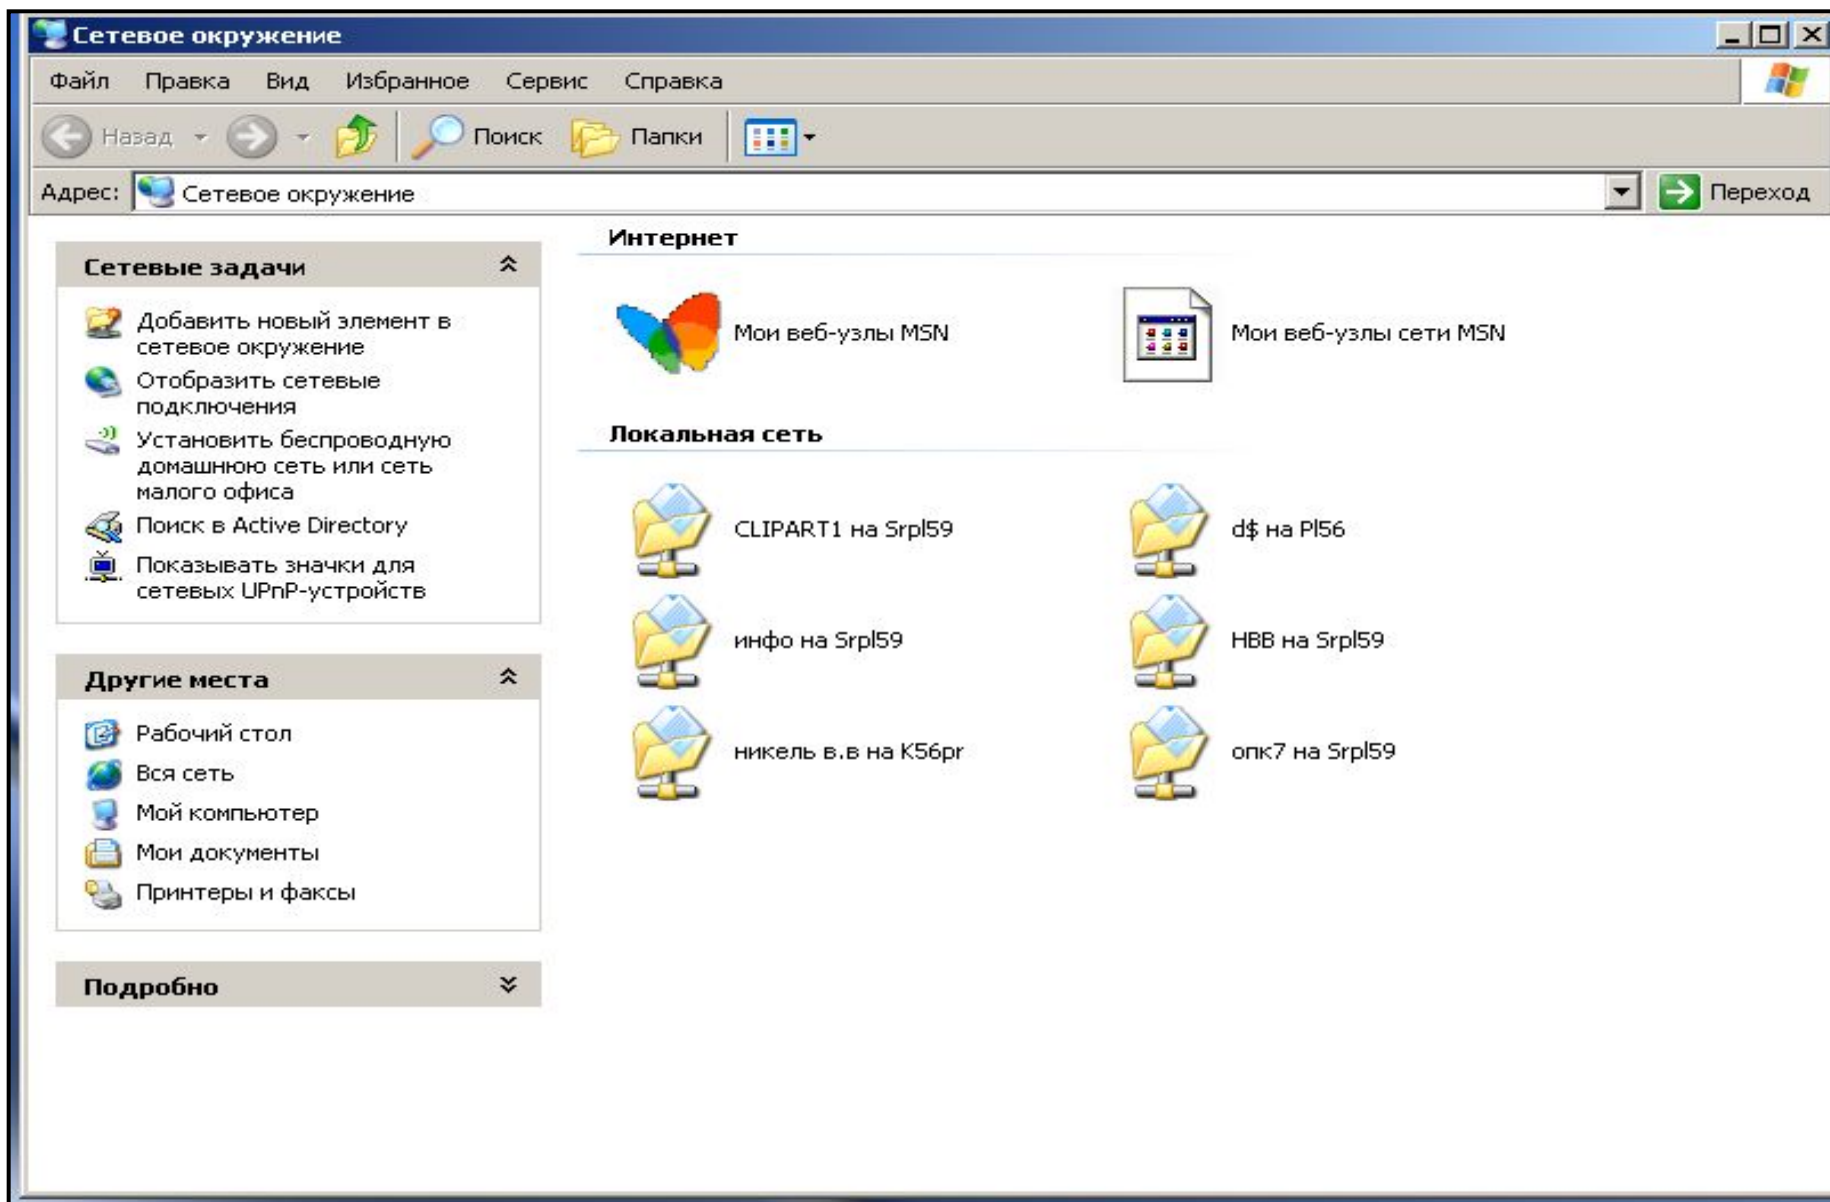 Сетевое окружение
Файл Правка Вид Избранное Сервис Справка
Назад Поиск Папки
Адрес: Сетевое окружение Переход
Сетевые задачи
Добавить новый элемент в
сетевое окружение
Отобразить сетевые
подключения
Установить беспроводную
домашнюю сеть или сеть
малого офиса
Поиск в Active Directory
Показывать значки для
сетевых UPnP-устройств
Другие места
Рабочий стол
Вся сеть
Мой компьютер
Мои документы
Принтеры и факсы
Подробно
Интернет
Мои веб-узлы MSN
Мои веб-узлы сети MSN
Локальная сеть
CLIPART1 на Srpl59
d$ на Pl56
инфо на Srpl59
НВВ на Srpl59
никель в.в на K56pr
опк7 на Srpl59